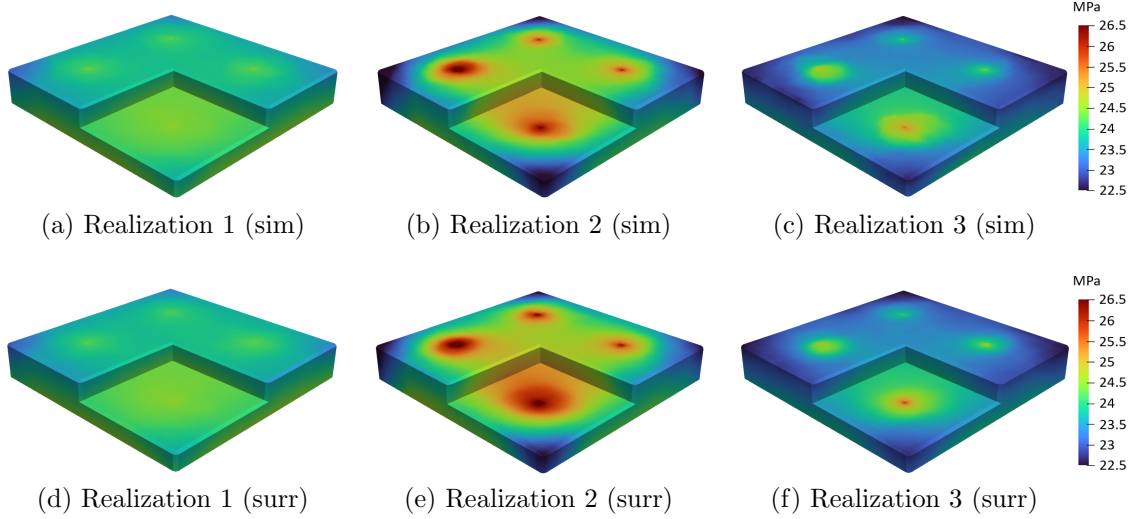 MPa
26.5
26
25.5
25
24.5
24
23.5
23
22.5
(a) Realization 1 (sim)
(b) Realization 2 (sim)
(c) Realization 3 (sim)
MPa
26.5
26
25.5
25
24.5
24
23.5
23
22.5
(d) Realization 1 (surr)
(e) Realization 2 (surr)
(f) Realization 3 (surr)